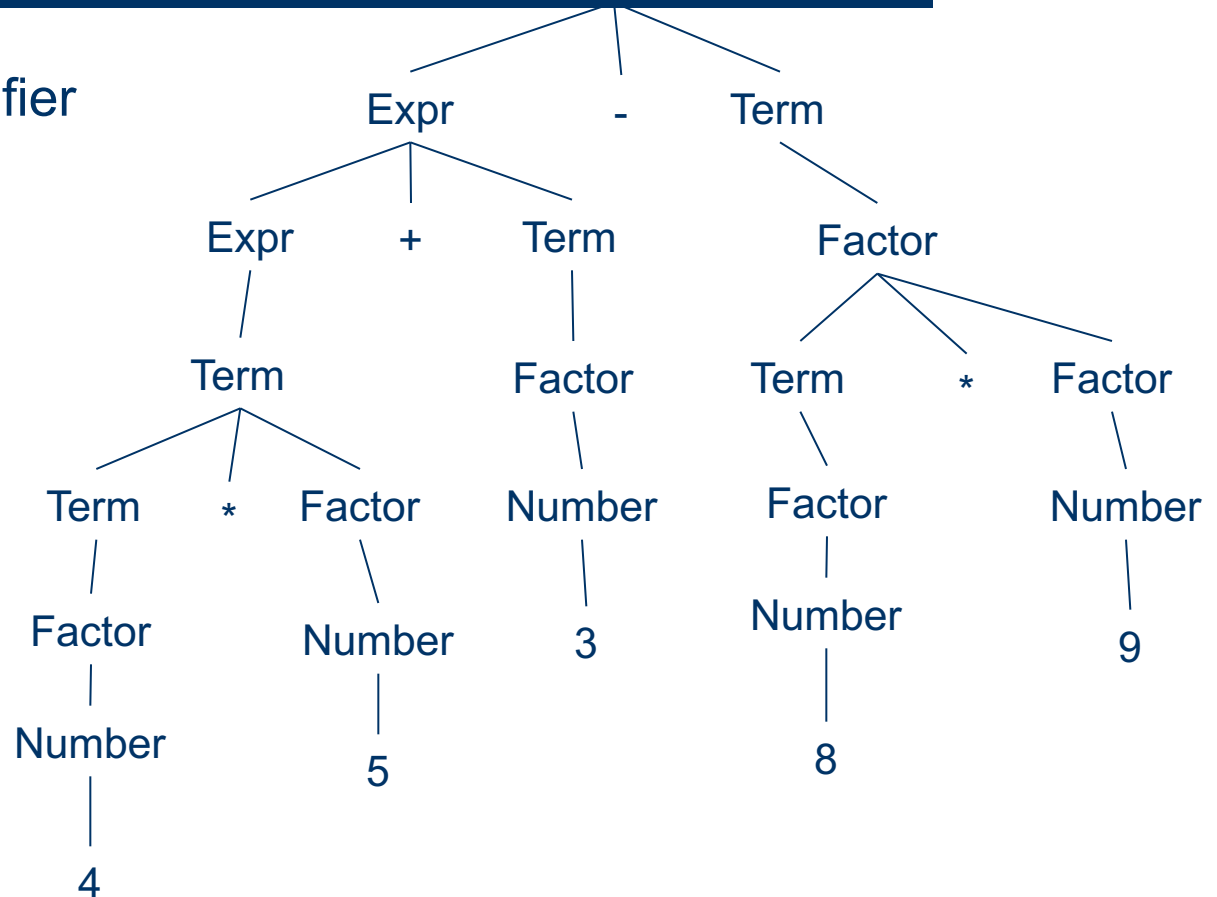 fier
Expr - Term
Expr + Term Factor
Term Factor Term * Factor
Term * Factor Number Factor Number
Factor Number 3 Number 9
Number 5 8
4